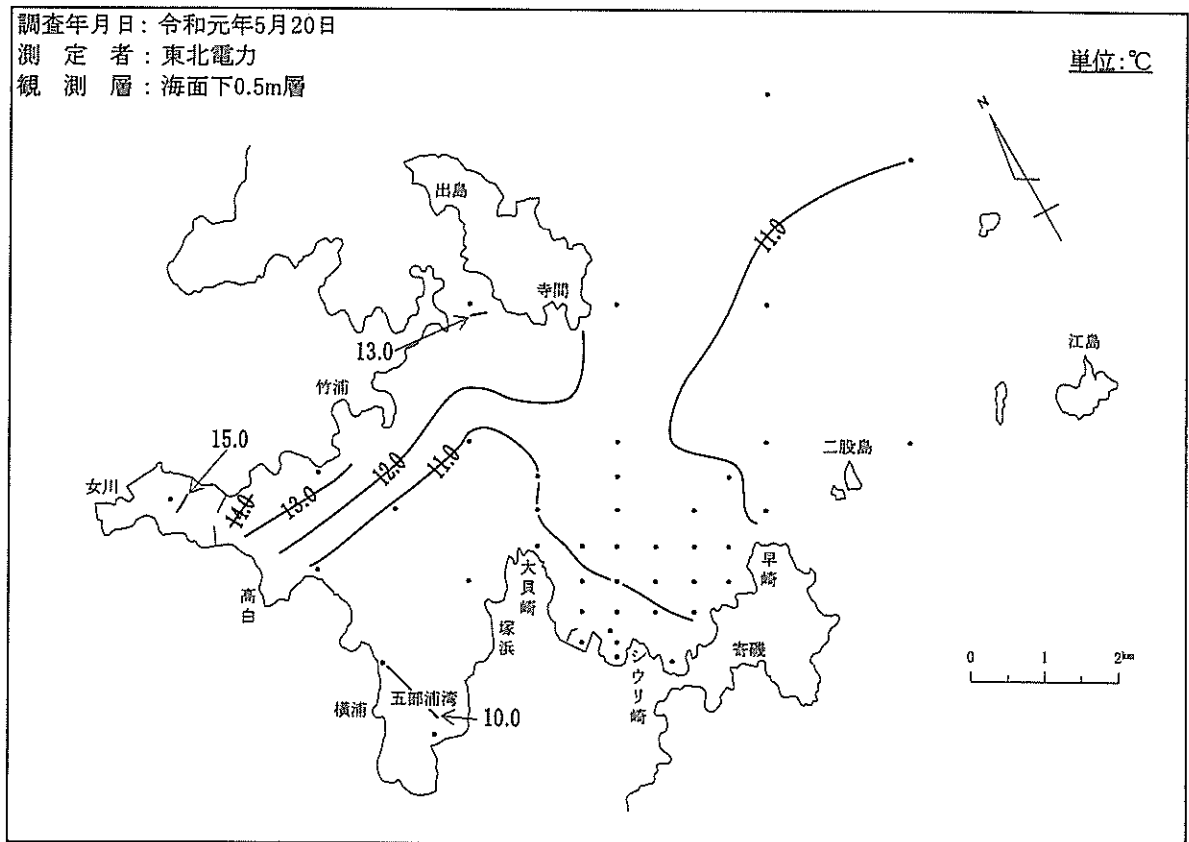 調査年月日：令和元年5月20日
測定者：東北電力
観測層：海面下0.5m層
単位：℃
N
出島
11.0
寺間
13.0
江島
竹浦
15.0
二股島
女川
14.0
13.0
12.0
11.0
高白
大貝崎
早崎
塚浜
寄磯
シウリ崎
0 1 2km
五部浦湾
横浦
10.0